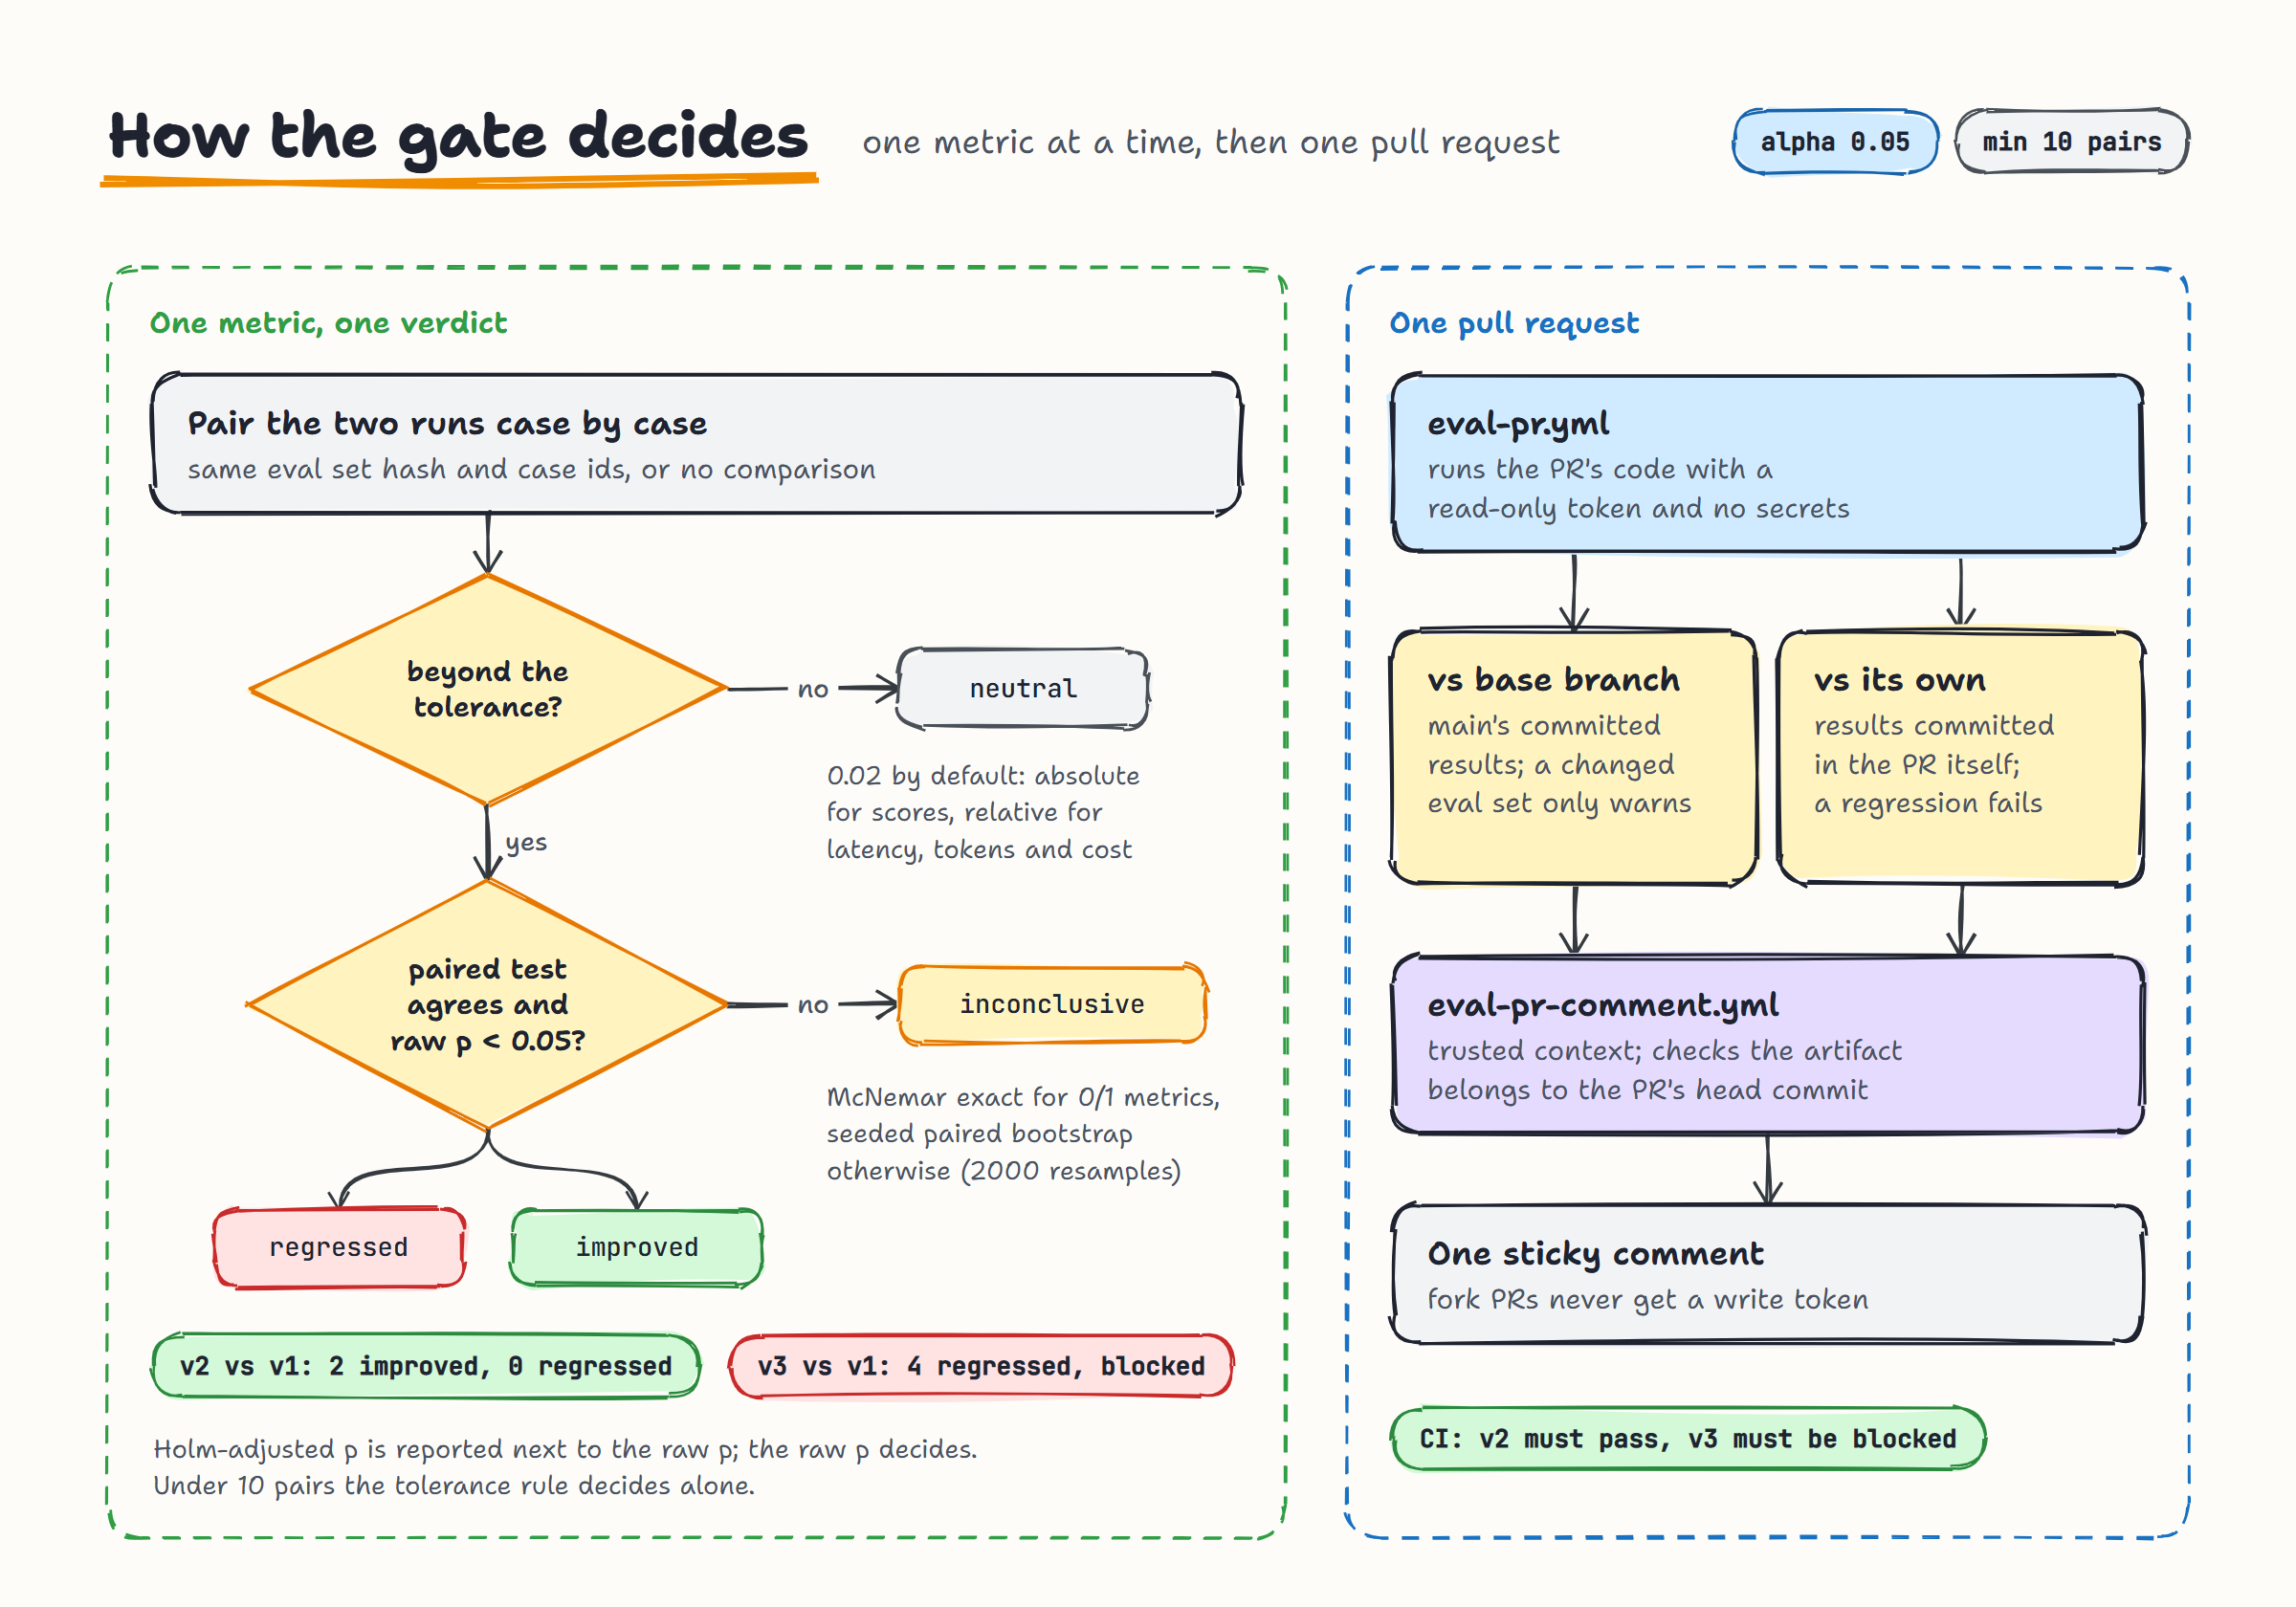 How the gate decides
one metric at a time, then one pull request
alpha 0.05
min 10 pairs
One metric, one verdict
Pair the two runs case by case
same eval set hash and case ids, or no comparison
beyond the
tolerance?
no
neutral
0.02 by default: absolute
for scores, relative for
latency, tokens and cost
yes
paired test
agrees and
raw p < 0.05?
no
inconclusive
McNemar exact for 0/1 metrics,
seeded paired bootstrap
otherwise (2000 resamples)
regressed
improved
v2 vs v1: 2 improved, 0 regressed
v3 vs v1: 4 regressed, blocked
Holm-adjusted p is reported next to the raw p; the raw p decides.
Under 10 pairs the tolerance rule decides alone.
One pull request
eval-pr.yml
runs the PR's code with a
read-only token and no secrets
vs base branch
main's committed
results; a changed
eval set only warns
vs its own
results committed
in the PR itself;
a regression fails
eval-pr-comment.yml
trusted context; checks the artifact
belongs to the PR's head commit
One sticky comment
fork PRs never get a write token
CI: v2 must pass, v3 must be blocked